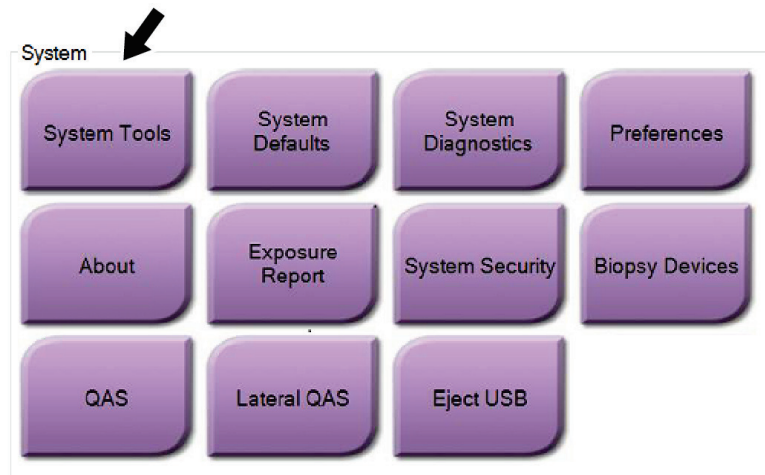 System
System Tools
System
Defaults
System
Diagnostics
Preferences
About
Exposure
Report
System Security
Biopsy Devices
QAS
Lateral QAS
Eject USB